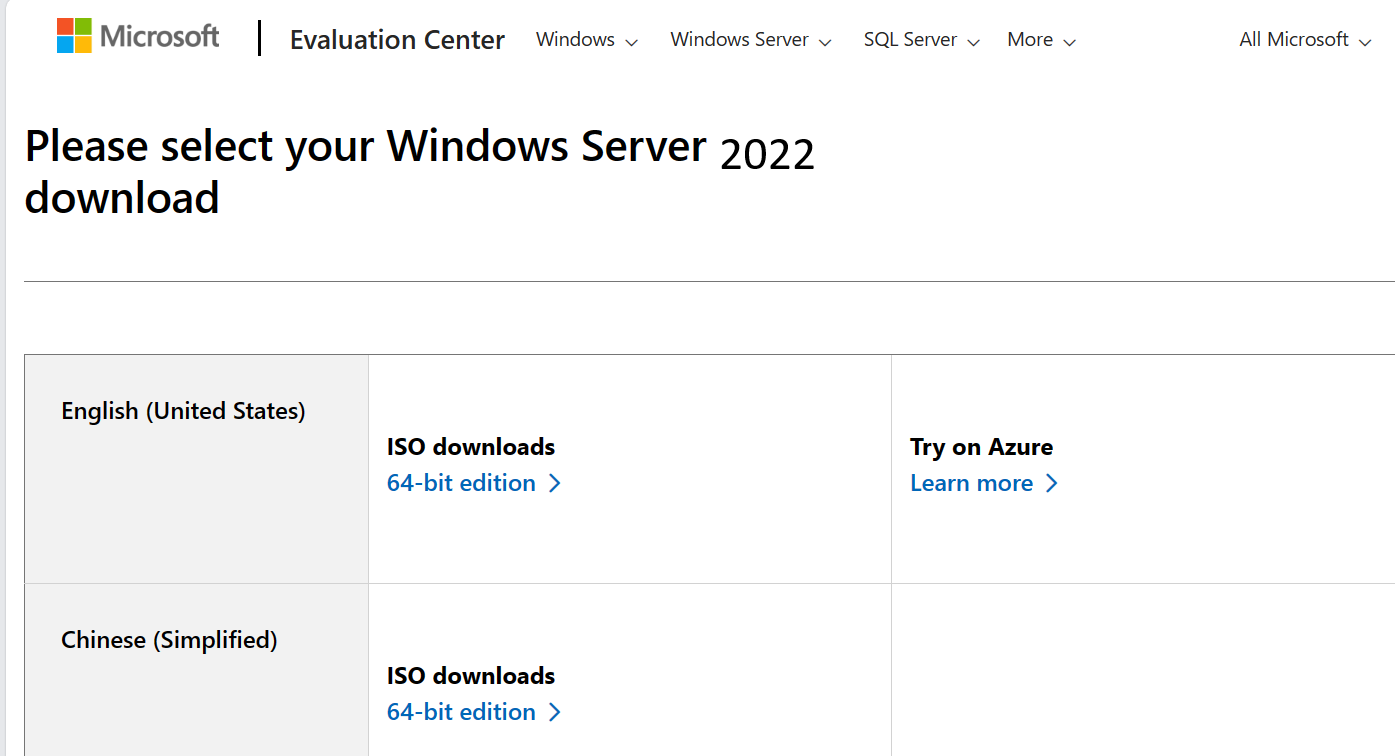 Microsoft | Evaluation Center Windows Windows Server SQL Server More All Microsoft
Please select your Windows Server 2022
download
English (United States)
ISO downloads Try on Azure
64-bit edition Learn more
Chinese (Simplified)
ISO downloads
64-bit edition